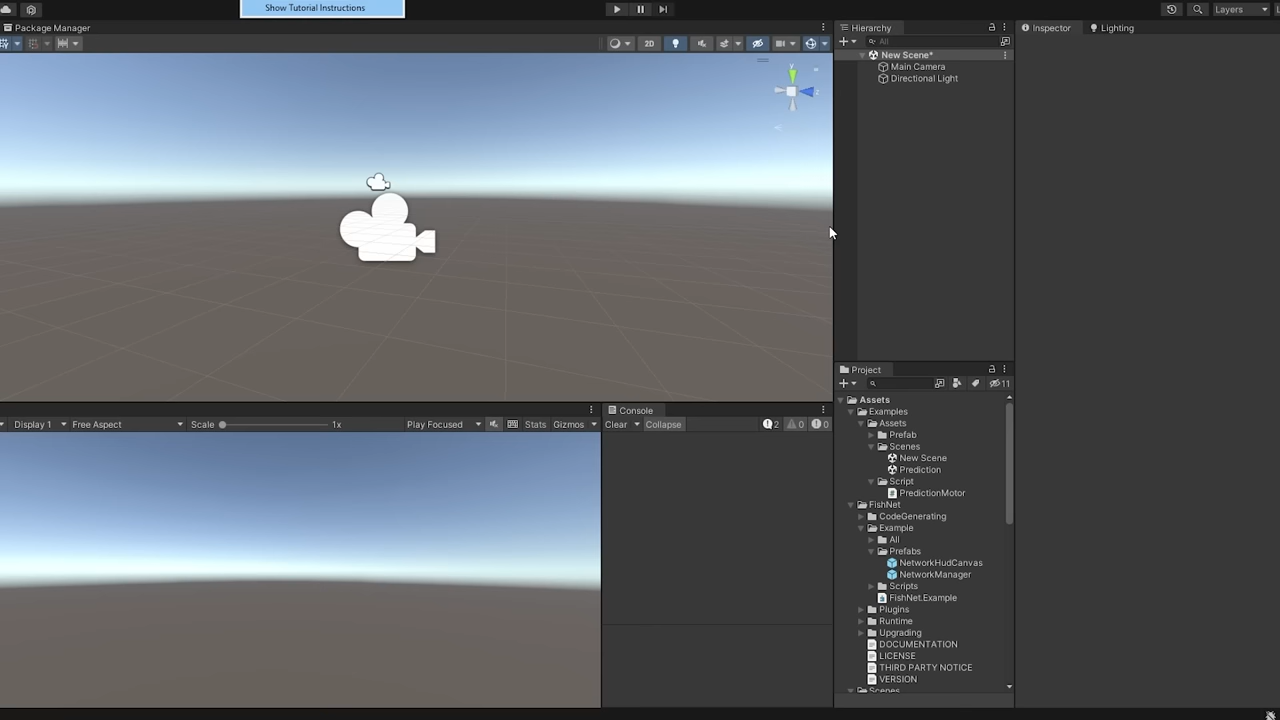 Show Tutorial Instructions
Layers
Package Manager
2D
Hierarchy
All
New Scene*
Main Camera
Directional Light
Inspector
Lighting
Project
11
Assets
Examples
Assets
Prefab
Scenes
New Scene
Prediction
Script
PredictionMotor
FishNet
CodeGenerating
Example
All
Prefabs
NetworkHudCanvas
NetworkManager
Scripts
FishNet.Example
Plugins
Runtime
Upgrading
DOCUMENTATION
LICENSE
THIRD PARTY NOTICE
VERSION
Scenes
Display 1
Free Aspect
Scale
1x
Play Focused
Stats
Gizmos
Console
Clear
Collapse
2
0
0